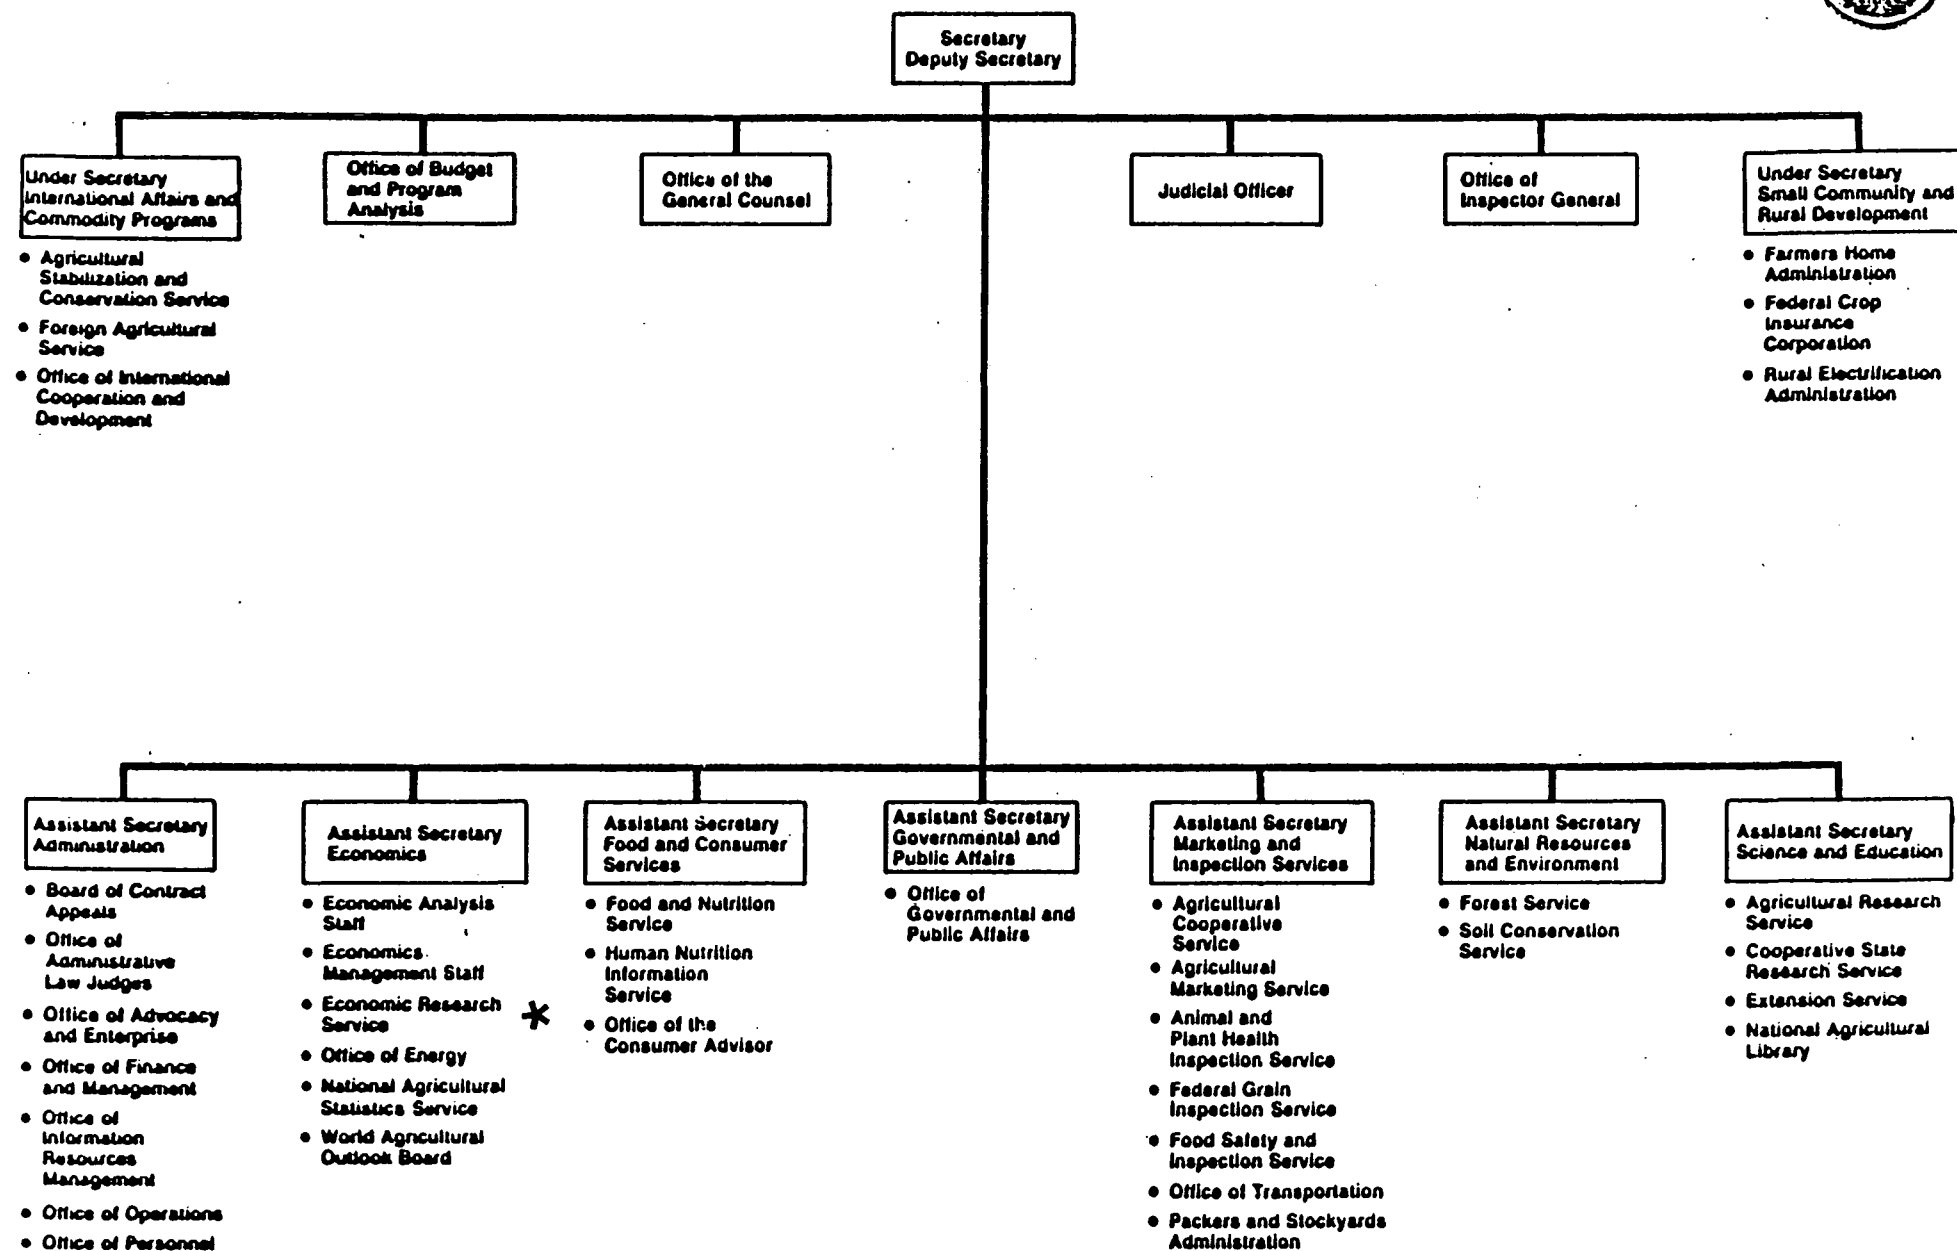 Secretary
Deputy Secretary
Under Secretary
International Affairs and
Commodity Programs
• Agricultural
Stabilization and
Conservation Service
• Foreign Agricultural
Service
• Office of International
Cooperation and
Development
Office of Budget
and Program
Analysis
Office of the
General Counsel
Judicial Officer
Office of
Inspector General
Under Secretary
Small Community and
Rural Development
• Farmers Home
Administration
• Federal Crop
Insurance
Corporation
• Rural Electrification
Administration
Assistant Secretary
Administration
• Board of Contract
Appeals
• Office of
Administrative
Law Judges
• Office of Advocacy
and Enterprise
• Office of Finance
and Management
• Office of
Information
Resources
Management
• Office of Operations
• Office of Personnel
Assistant Secretary
Economics
• Economic Analysis
Staff
• Economics
Management Staff
• Economic Research
Service *
• Office of Energy
• National Agricultural
Statistics Service
• World Agricultural
Outlook Board
Assistant Secretary
Food and Consumer
Services
• Food and Nutrition
Service
• Human Nutrition
Information
Service
• Office of the
Consumer Advisor
Assistant Secretary
Governmental and
Public Affairs
• Office of
Governmental and
Public Affairs
Assistant Secretary
Marketing and
Inspection Services
• Agricultural
Cooperative
Service
• Agricultural
Marketing Service
• Animal and
Plant Health
Inspection Service
• Federal Grain
Inspection Service
• Food Safety and
Inspection Service
• Office of Transportation
• Packers and Stockyards
Administration
Assistant Secretary
Natural Resources
and Environment
• Forest Service
• Soil Conservation
Service
Assistant Secretary
Science and Education
• Agricultural Research
Service
• Cooperative State
Research Service
• Extension Service
• National Agricultural
Library